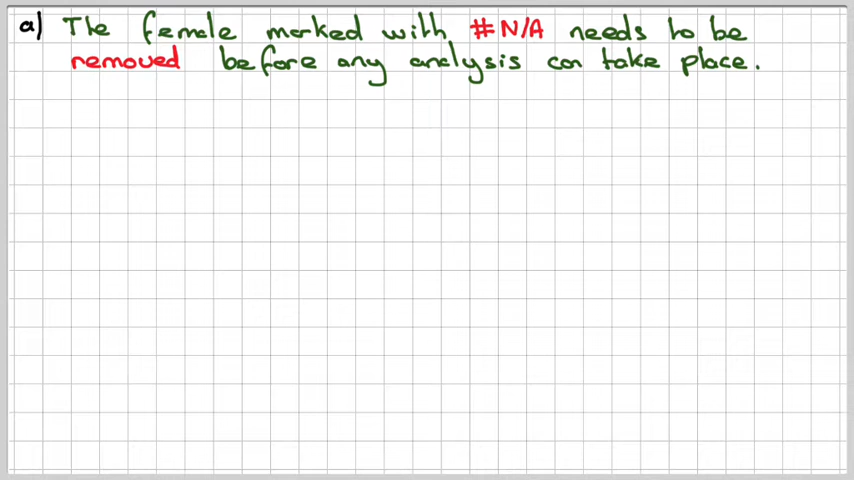 a) The female marked with #N/A needs to be
removed before any analysis can take place.